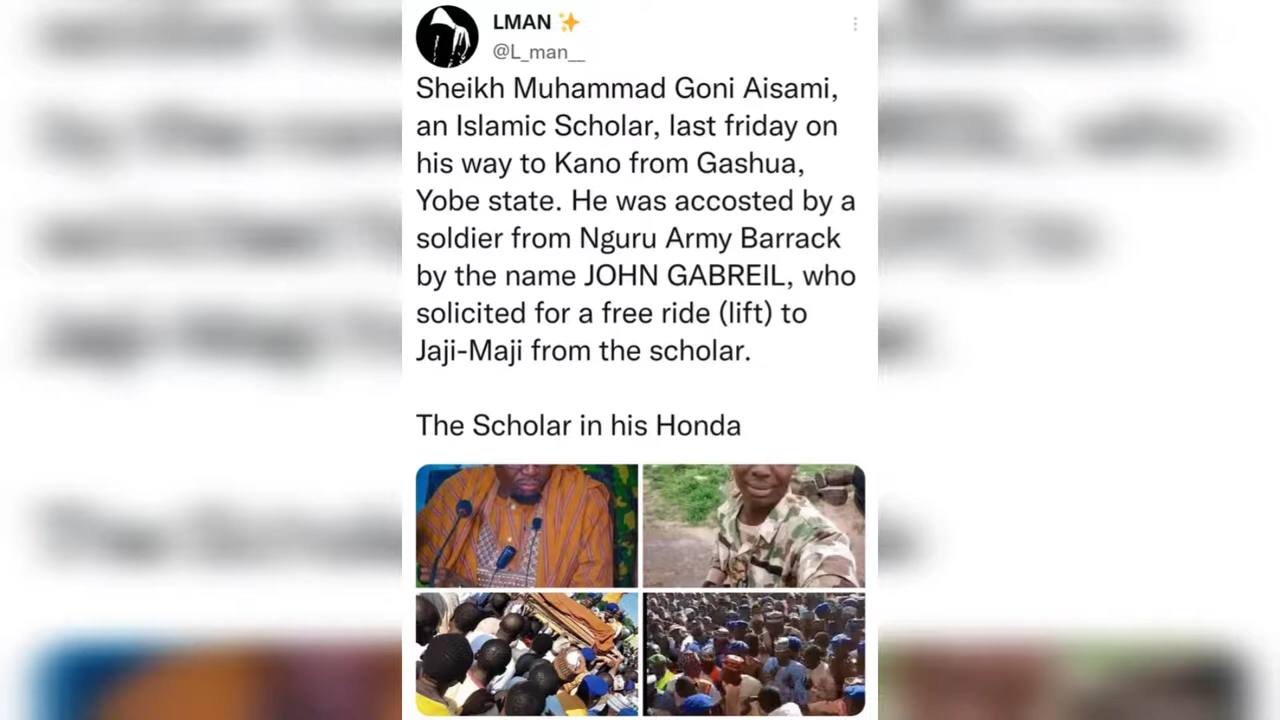 LMAN ✨
@L_man__
Sheikh Muhammad Goni Aisami,
an Islamic Scholar, last friday on
his way to Kano from Gashua,
Yobe state. He was accosted by a
soldier from Nguru Army Barrack
by the name JOHN GABREIL, who
solicited for a free ride (lift) to
Jaji-Maji from the scholar.
The Scholar in his Honda